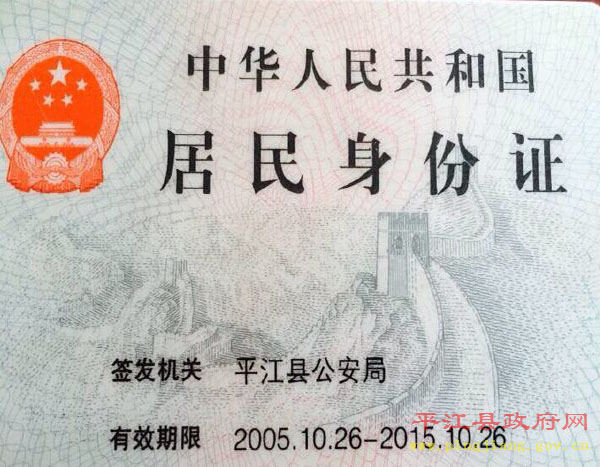 中华人民共和国
居民身份证
签发机关 平江县公安局
有效期限 2005.10.26-2015.10.26
平江县政府网